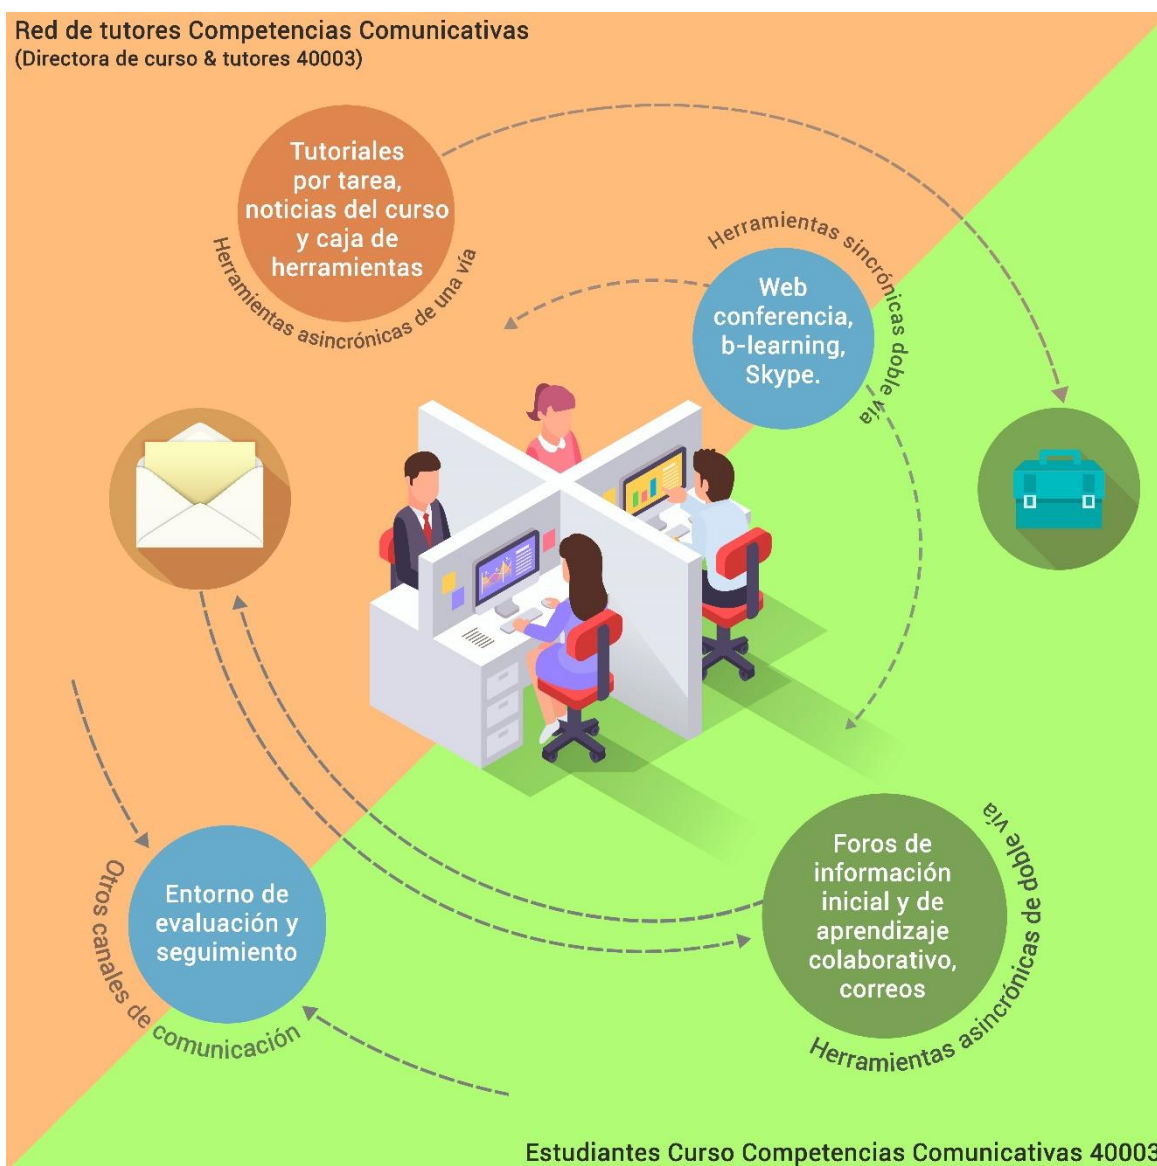 Red de tutores Competencias Comunicativas
(Directora de curso & tutores 40003)
Tutoriales
por tarea,
noticias del curso
y caja de
herramientas
Herramientas asincrónicas de una vía
Herramientas sincrónicas doble vía
Web
conferencia,
b-learning,
Skype.
Entorno de
evaluación y
seguimiento
Otros canales de comunicación
Foros de
información
inicial y de
aprendizaje
colaborativo,
correos
Herramientas asincrónicas de doble vía
Estudiantes Curso Competencias Comunicativas 40003